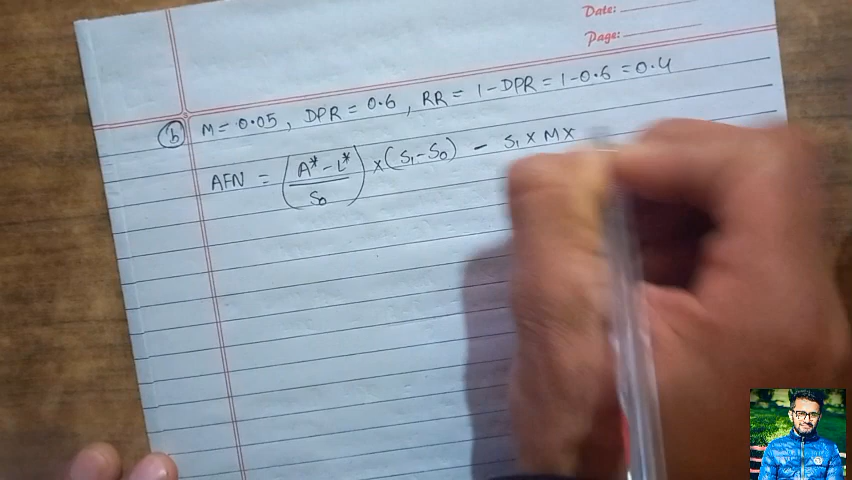 Date:
Page:
(b) M = 0.05, DPR = 0.6, RR = 1 - DPR = 1 - 0.6 = 0.4
AFN = (A* - L* / S₀) × (S₁ - S₀) - S₁ × M ×